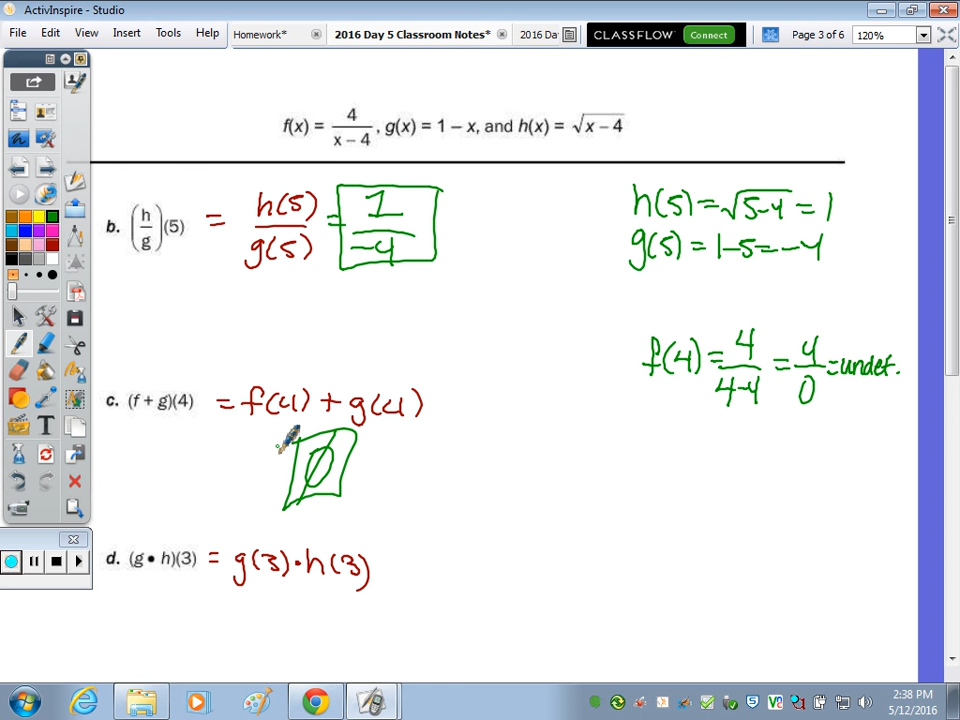 ActivInspire - Studio
File Edit View Insert Tools Help Homework* 2016 Day 5 Classroom Notes* 2016 Da CLASSFLOW Connect Page 3 of 6 120%
f(x) = 4/(x – 4), g(x) = 1 – x, and h(x) = √(x – 4)
b. (h/g)(5) = h(5)/g(5) = 1/-4
h(5) = √5-4 = 1
g(5) = 1-5 = -4
f(4) = 4/(4-4) = 4/0 = undef.
c. (f + g)(4) = f(4) + g(4)
∅
d. (g • h)(3) = g(3) • h(3)
2:38 PM
5/12/2016